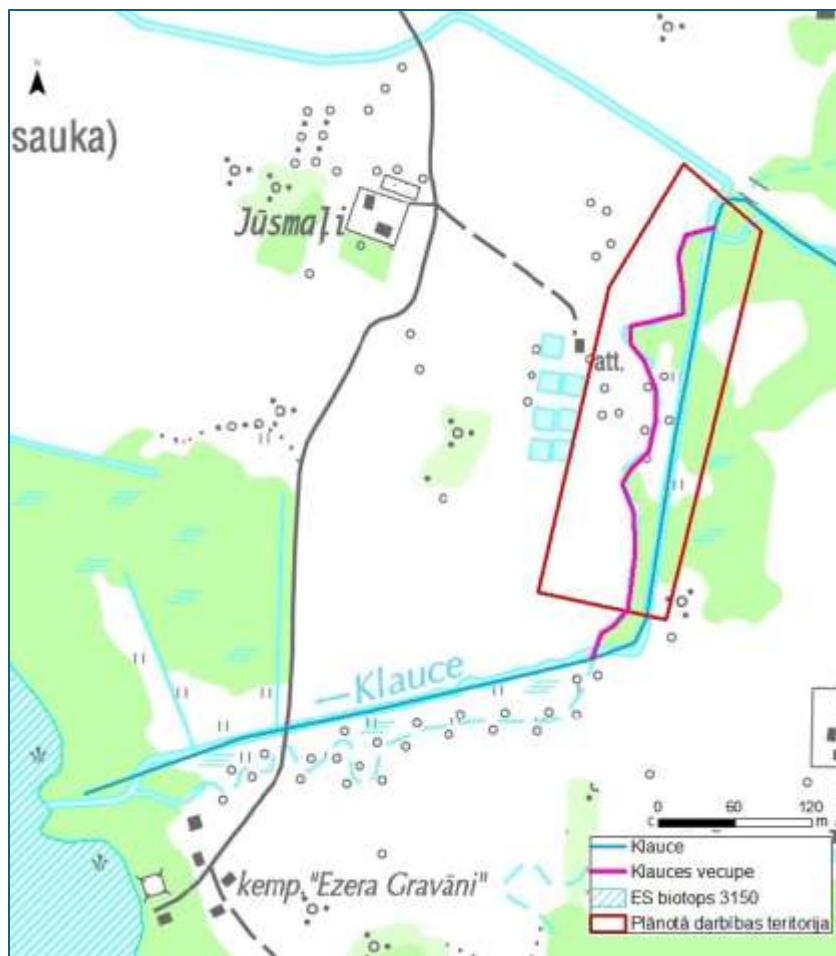 N
sauka)
Jūsmaļi
att.
Klauce
kemp. "Ezera Gravāni"
0 60 120
m
Klauce
Klauces vecupe
ES biotops 3150
Plānotā darbības teritorija